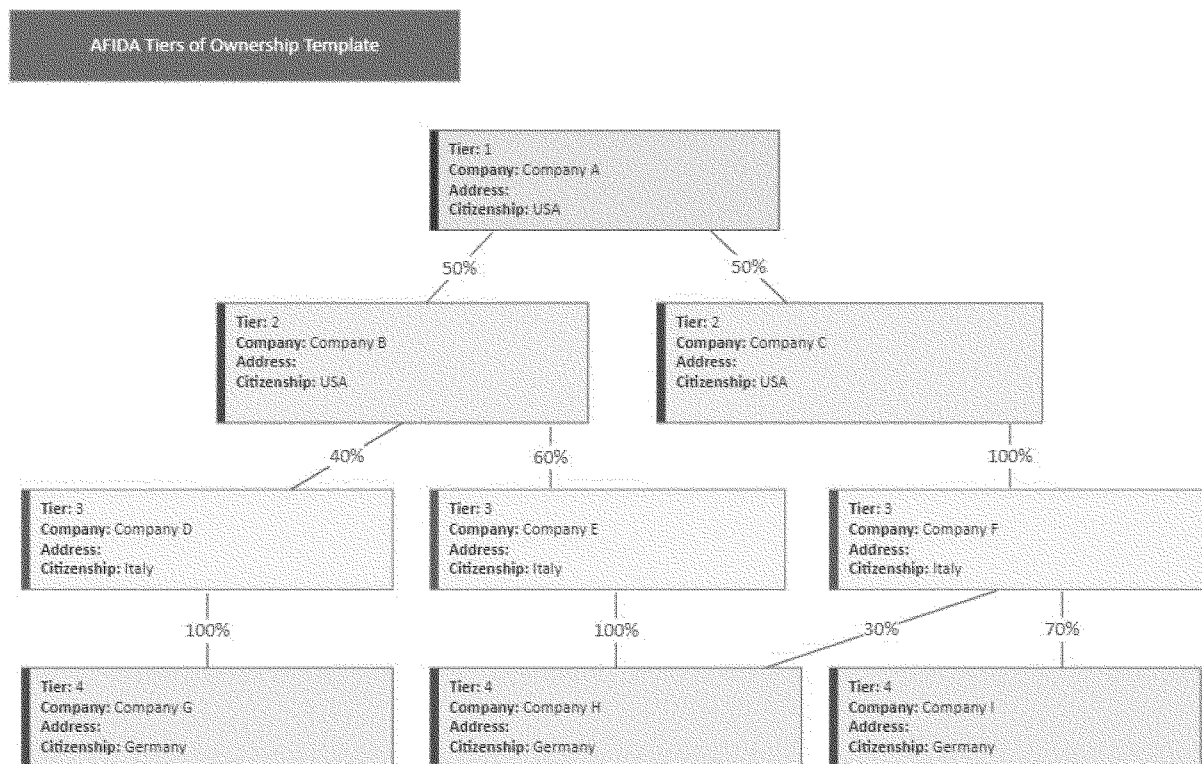 AFIDA Tiers of Ownership Template
Tier: 1
Company: Company A
Address:
Citizenship: USA
50%
50%
Tier: 2
Company: Company B
Address:
Citizenship: USA
Tier: 2
Company: Company C
Address:
Citizenship: USA
40%
60%
100%
Tier: 3
Company: Company D
Address:
Citizenship: Italy
Tier: 3
Company: Company E
Address:
Citizenship: Italy
Tier: 3
Company: Company F
Address:
Citizenship: Italy
100%
100%
30%
70%
Tier: 4
Company: Company G
Address:
Citizenship: Germany
Tier: 4
Company: Company H
Address:
Citizenship: Germany
Tier: 4
Company: Company I
Address:
Citizenship: Germany